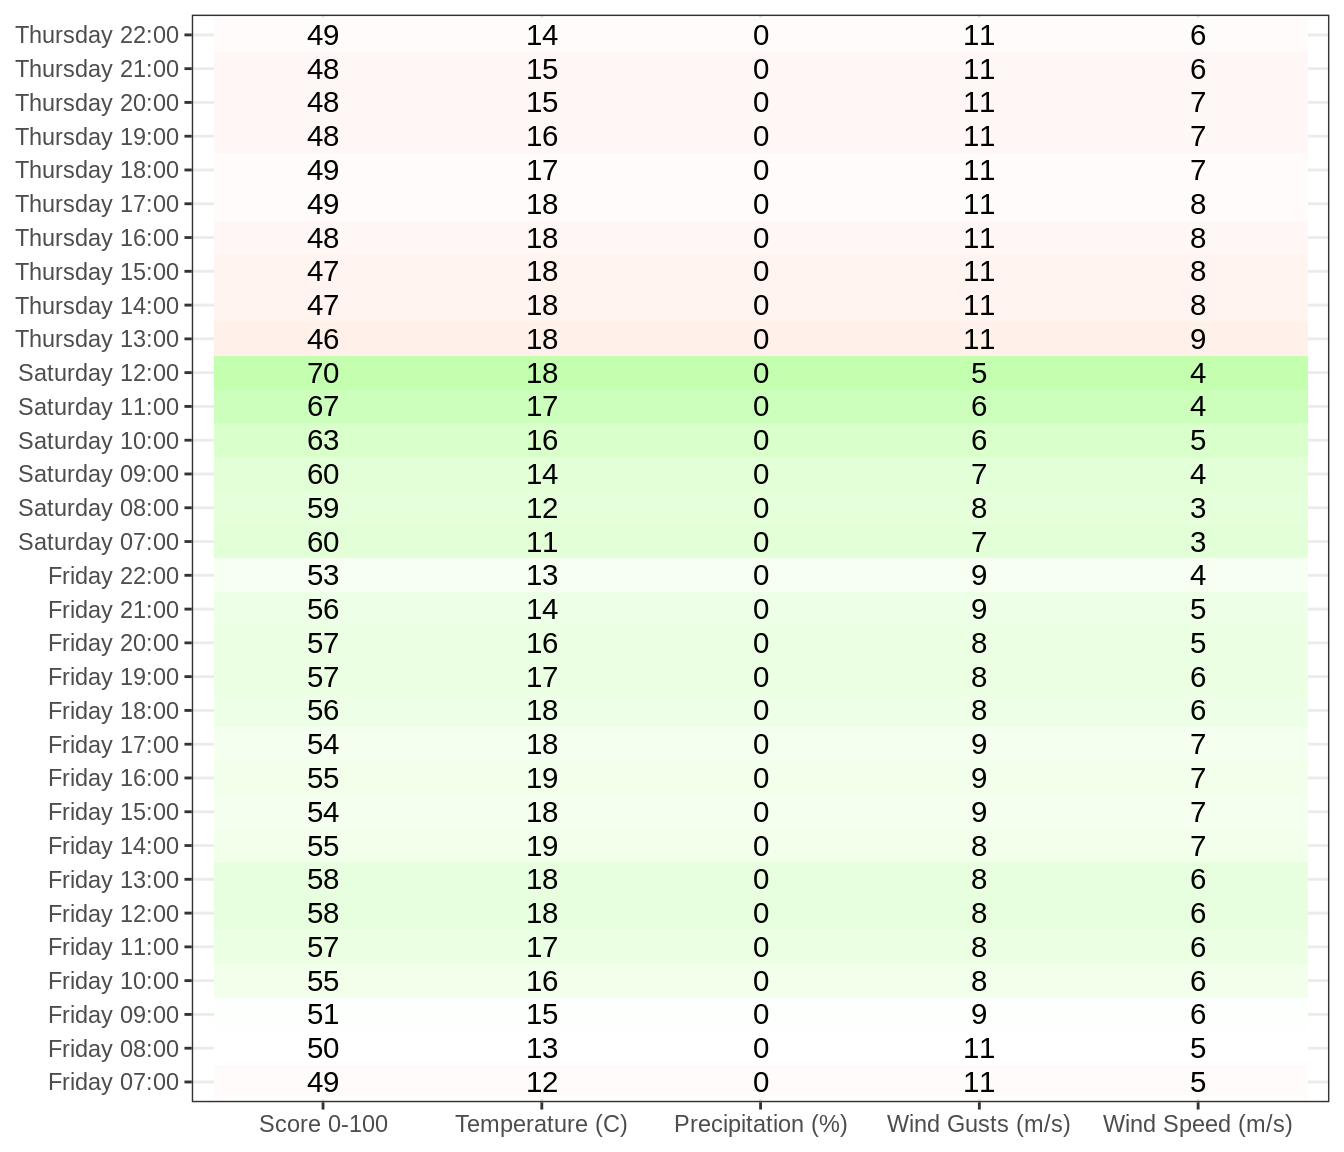 Thursday 22:00 49 14 0 11 6
Thursday 21:00 48 15 0 11 6
Thursday 20:00 48 15 0 11 7
Thursday 19:00 48 16 0 11 7
Thursday 18:00 49 17 0 11 7
Thursday 17:00 49 18 0 11 8
Thursday 16:00 48 18 0 11 8
Thursday 15:00 47 18 0 11 8
Thursday 14:00 47 18 0 11 8
Thursday 13:00 46 18 0 11 9
Saturday 12:00 70 18 0 5 4
Saturday 11:00 67 17 0 6 4
Saturday 10:00 63 16 0 6 5
Saturday 09:00 60 14 0 7 4
Saturday 08:00 59 12 0 8 3
Saturday 07:00 60 11 0 7 3
Friday 22:00 53 13 0 9 4
Friday 21:00 56 14 0 9 5
Friday 20:00 57 16 0 8 5
Friday 19:00 57 17 0 8 6
Friday 18:00 56 18 0 8 6
Friday 17:00 54 18 0 9 7
Friday 16:00 55 19 0 9 7
Friday 15:00 54 18 0 9 7
Friday 14:00 55 19 0 8 7
Friday 13:00 58 18 0 8 6
Friday 12:00 58 18 0 8 6
Friday 11:00 57 17 0 8 6
Friday 10:00 55 16 0 8 6
Friday 09:00 51 15 0 9 6
Friday 08:00 50 13 0 11 5
Friday 07:00 49 12 0 11 5
Score 0-100 Temperature (C) Precipitation (%) Wind Gusts (m/s) Wind Speed (m/s)